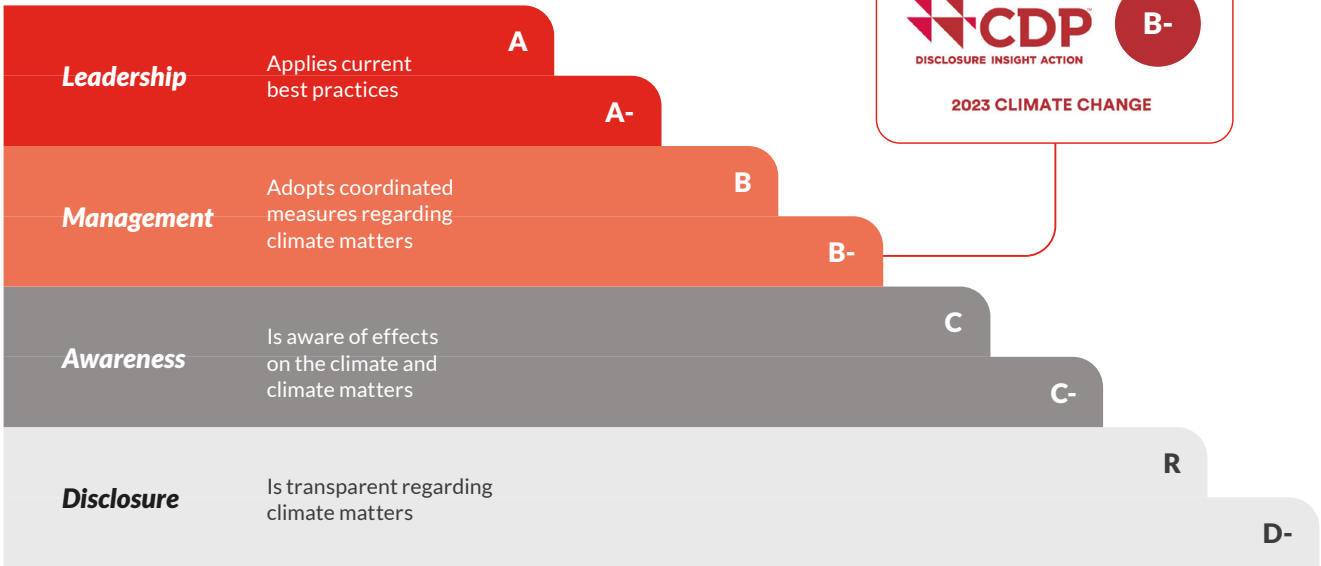 A
Leadership
Applies current
best practices
A-
CDP
B-
DISCLOSURE INSIGHT ACTION
2023 CLIMATE CHANGE
B
Management
Adopts coordinated
measures regarding
climate matters
B-
C
Awareness
Is aware of effects
on the climate and
climate matters
C-
R
Disclosure
Is transparent regarding
climate matters
D-